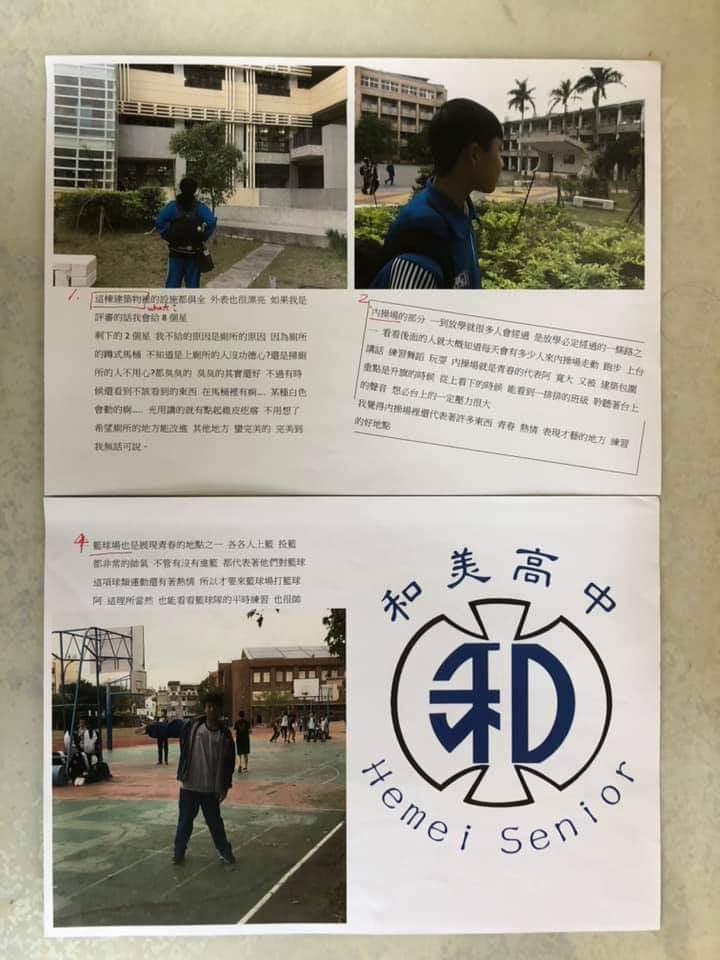 1. 這棟建築物裡的設施都俱全 外表也很漂亮 如果我是
what?
評審的話我會給8個星
剩下的2個星 我不給的原因是廁所的原因 因為廁所
的蹲式馬桶 不知道是上廁所的人沒功德心?還是掃廁
所的人不用心?都臭臭的 臭臭的其實還好 不過有時
候還看到不該看到的東西 在馬桶裡有啊.... 某種白色
會動的啊.... 光用講的就有點起雞皮疙瘩 不用想了
希望廁所的地方能改進 其他地方 蠻完美的 完美到
我無話可說。
2. 內操場的部分 一到放學就很多人會經過 是放學必定經過的一條路之
一 看看後面的人就大概知道每天會有多少人來內操場走動 跑步 上台
講話 練習舞蹈 玩耍 內操場就是青春的代表阿 寬大 又被 建築包圍
重點是升旗的時候 從上看下的時候 能看到一排排的班級 聆聽著台上
的聲音 想必台上的一定壓力很大
我覺得內操場裡還代表著許多東西 青春 熱情 表現才藝的地方 練習
的好地點
4. 籃球場也是展現青春的地點之一 各各人上籃 投籃
都非常的帥氣 不管有沒有進籃 都代表著他們對籃球
這項球類運動還有著熱情 所以才要來籃球場打籃球
阿 這理所當然 也能看看籃球隊的平時練習 也很帥
和美高中
和
Hemei Senior